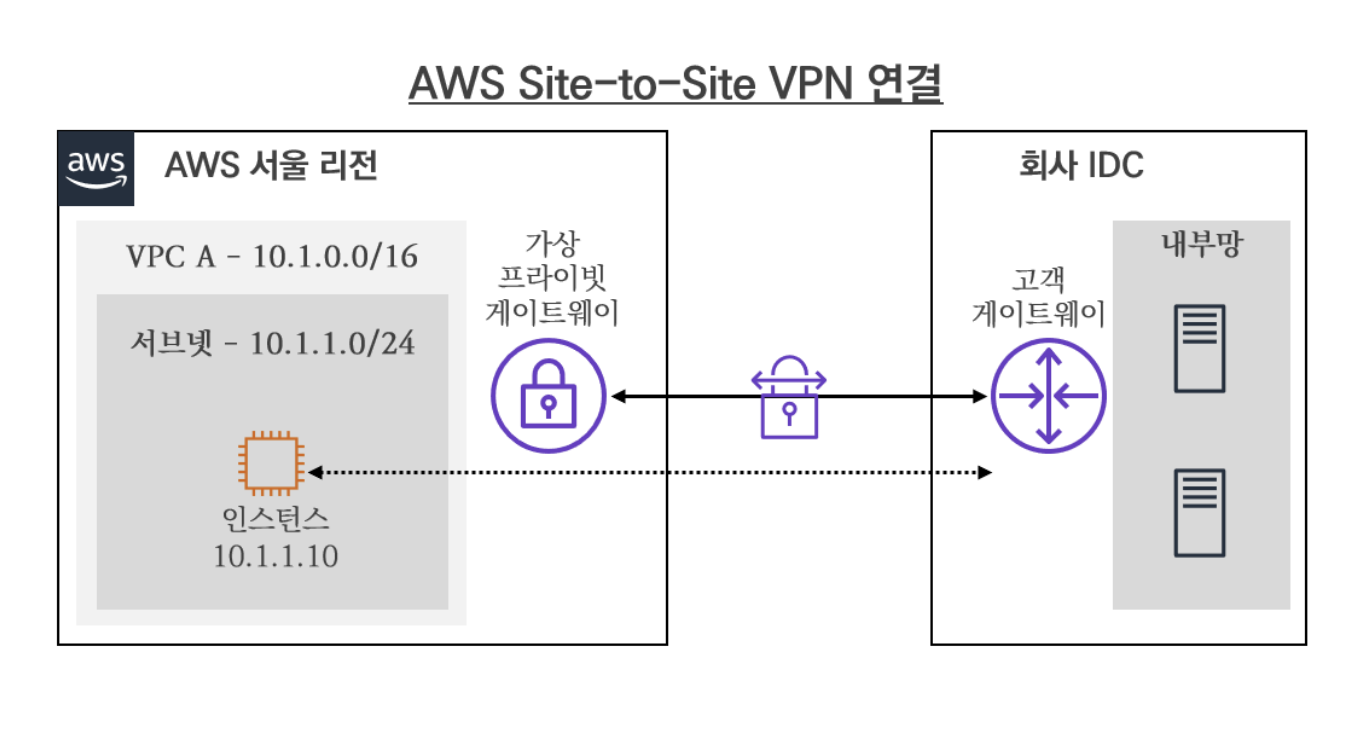 AWS Site-to-Site VPN 연결
aws
AWS 서울 리전
회사 IDC
VPC A - 10.1.0.0/16
서브넷 - 10.1.1.0/24
인스턴스
10.1.1.10
가상
프라이빗
게이트웨이
고객
게이트웨이
내부망